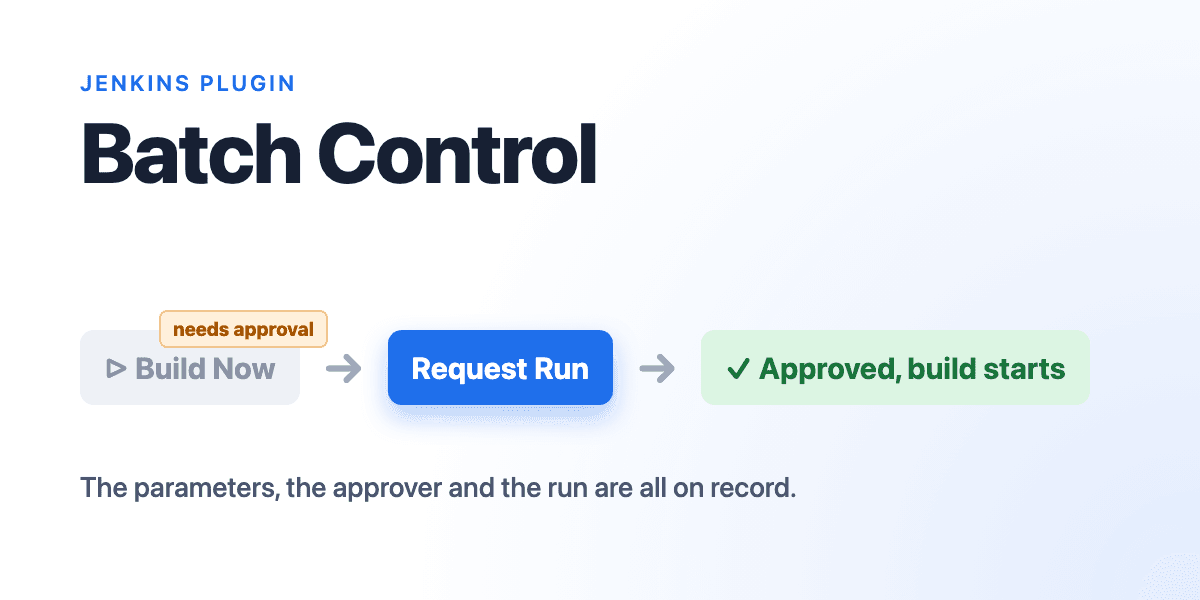 JENKINS PLUGIN
Batch Control
needs approval
Build Now
Request Run
✓ Approved, build starts
The parameters, the approver and the run are all on record.